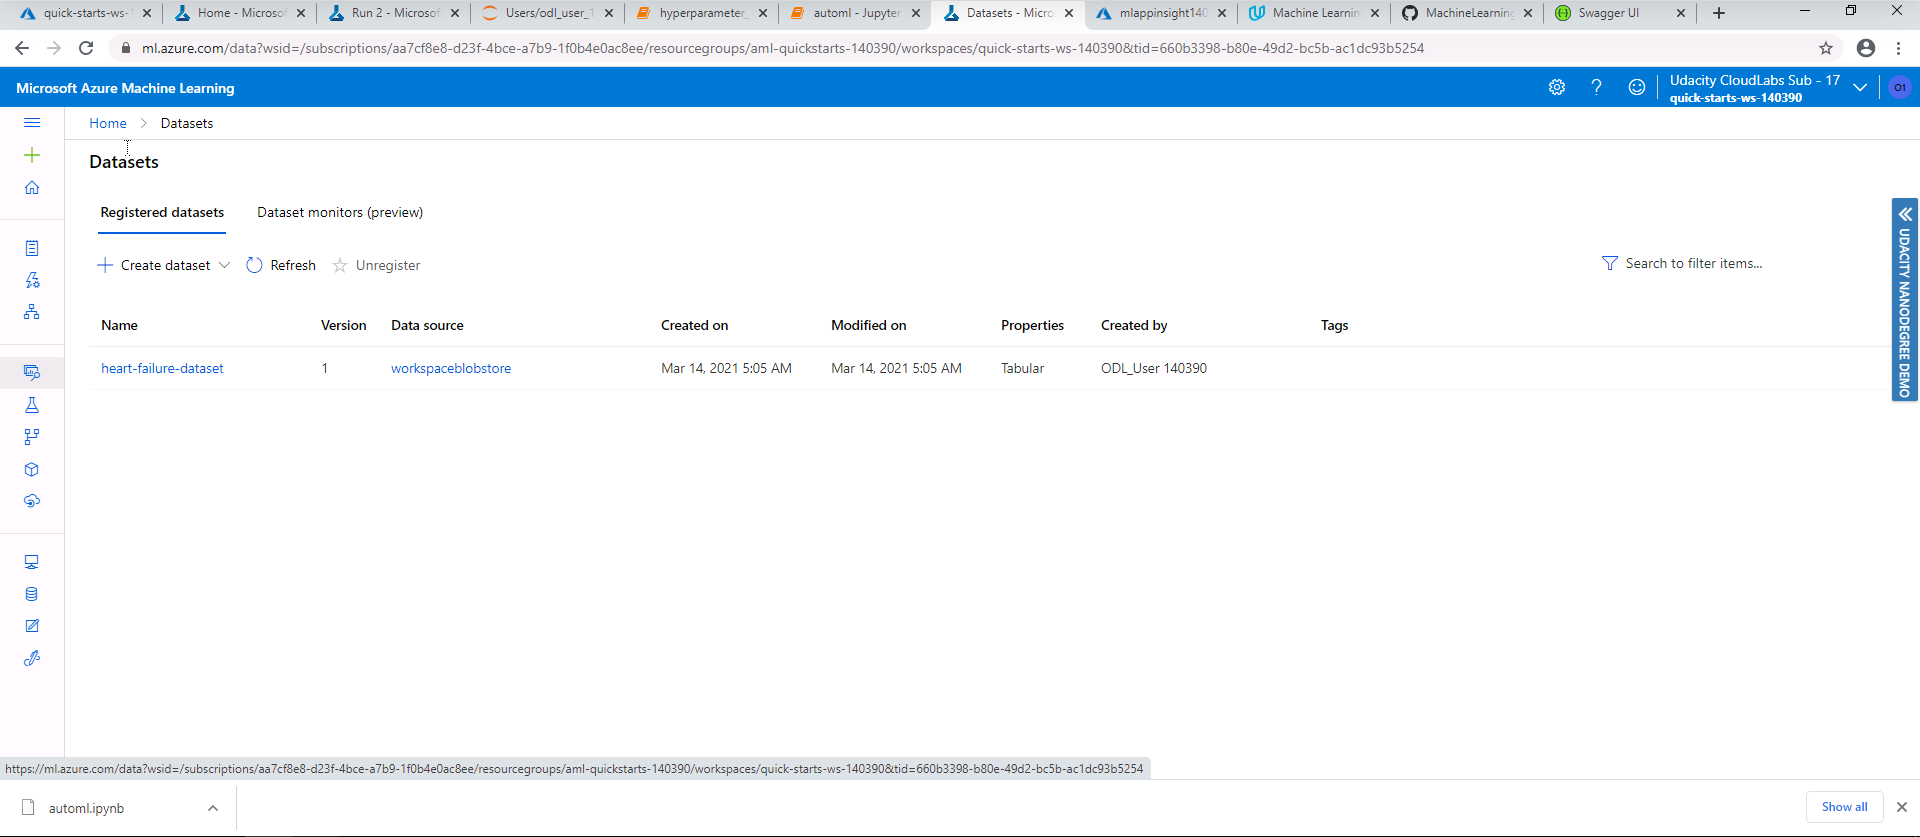 quick-starts-ws-1
Home - Microsof
Run 2 - Microsof
Users/odl_user_1
hyperparameter_
automl - Jupyter
Datasets - Micro
mlappinsight140
Machine Learnin
MachineLearning
Swagger UI
ml.azure.com/data?wsid=/subscriptions/aa7cf8e8-d23f-4bce-a7b9-1f0b4e0ac8ee/resourcegroups/aml-quickstarts-140390/workspaces/quick-starts-ws-140390&tid=660b3398-b80e-49d2-bc5b-ac1dc93b5254
Microsoft Azure Machine Learning
Udacity CloudLabs Sub - 17
quick-starts-ws-140390
O1
Home > Datasets
Datasets
Registered datasets
Dataset monitors (preview)
Create dataset
Refresh
Unregister
Search to filter items...
Name Version Data source Created on Modified on Properties Created by Tags
heart-failure-dataset 1 workspaceblobstore Mar 14, 2021 5:05 AM Mar 14, 2021 5:05 AM Tabular ODL_User 140390
UDACITY NANODEGREE DEMO
https://ml.azure.com/data?wsid=/subscriptions/aa7cf8e8-d23f-4bce-a7b9-1f0b4e0ac8ee/resourcegroups/aml-quickstarts-140390/workspaces/quick-starts-ws-140390&tid=660b3398-b80e-49d2-bc5b-ac1dc93b5254
automl.ipynb
Show all